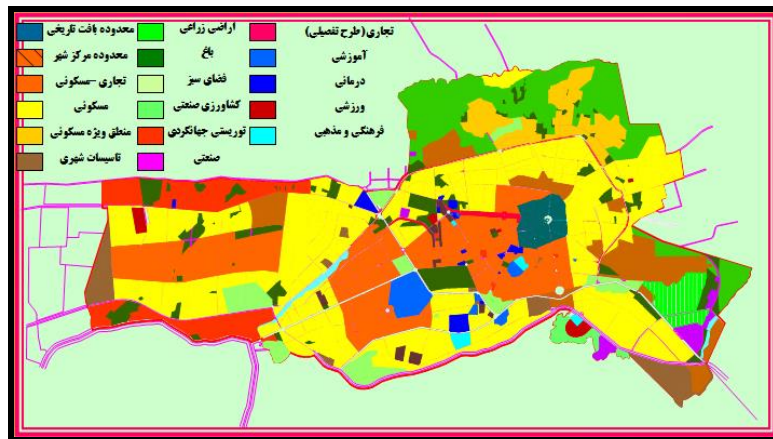 محدوده بافت تاریخی
محدوده مرکز شهر
تجاری -مسکونی
مسکونی
منطق ویژه مسکونی
تاسیسات شهری
اراضی زراعی
باغ
فضای سبز
کشاورزی صنعتی
توریستی جهانگردی
صنعتی
تجاری(طرح تفصیلی)
آموزشی
درمانی
ورزشی
فرهنگی و مذهبی